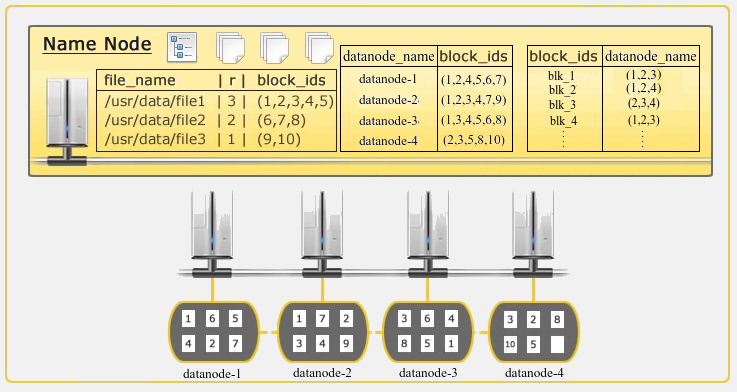 Name Node
file_name | r | block_ids
/usr/data/file1 | 3 | (1,2,3,4,5)
/usr/data/file2 | 2 | (6,7,8)
/usr/data/file3 | 1 | (9,10)
datanode_name block_ids
datanode-1 (1,2,4,5,6,7)
datanode-2 (1,2,3,4,7,9)
datanode-3 (1,3,4,5,6,8)
datanode-4 (2,3,5,8,10)
block_ids datanode_name
blk_1 (1,2,3)
blk_2 (1,2,4)
blk_3 (2,3,4)
blk_4 (1,2,3)
⋮ ⋮
1 6 5
4 2 7
datanode-1
1 7 2
3 4 9
datanode-2
3 6 4
8 5 1
datanode-3
3 2 8
10 5
datanode-4